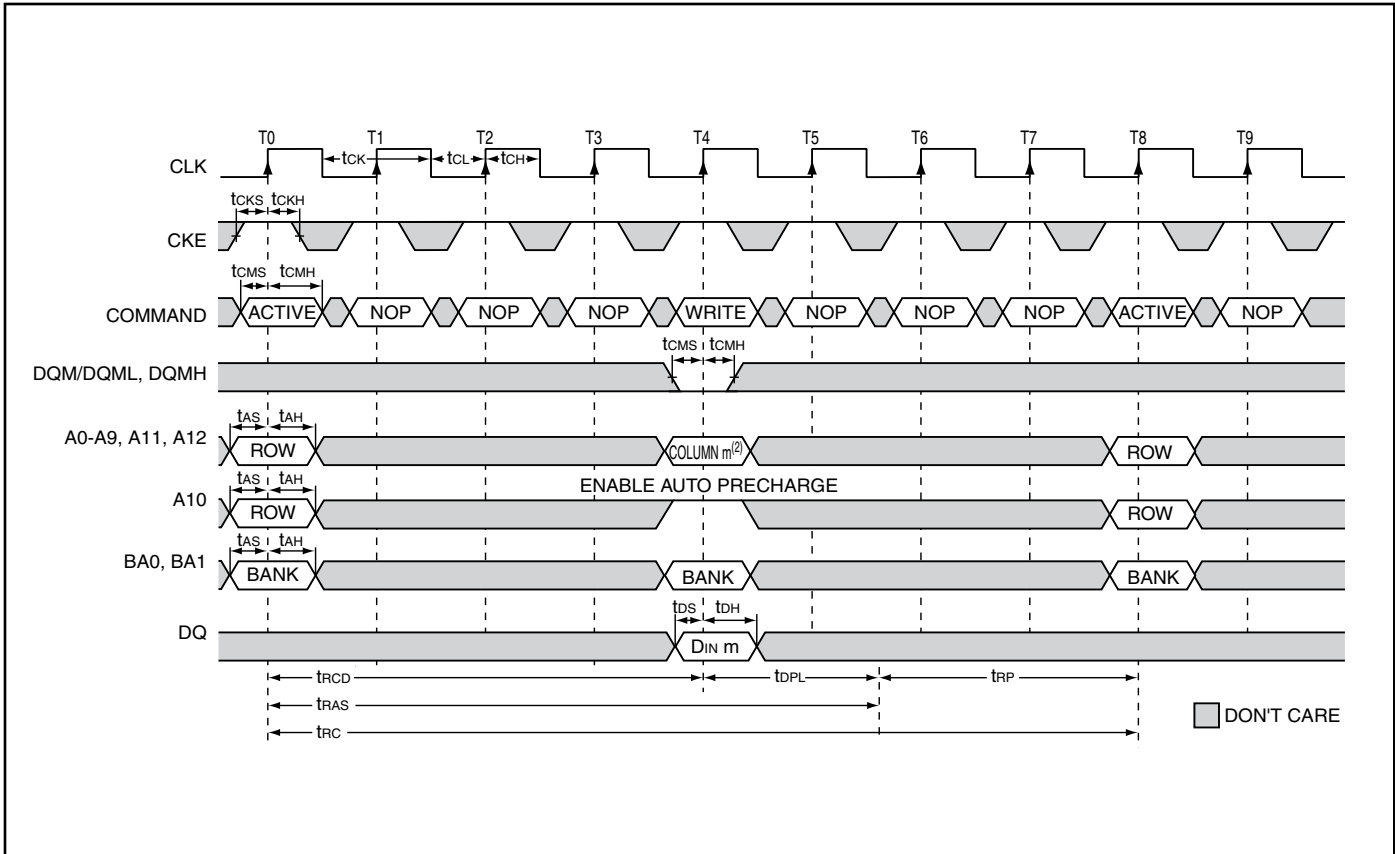 T0 T1 T2 T3 T4 T5 T6 T7 T8 T9
CLK tCK tCL tCH
tCKS tCKH
CKE
tCMS tCMH
COMMAND ACTIVE NOP NOP NOP WRITE NOP NOP NOP ACTIVE NOP
tCMS tCMH
DQM/DQML, DQMH
tAS tAH
A0-A9, A11, A12 ROW COLUMN m(2) ROW
tAS tAH ENABLE AUTO PRECHARGE
A10 ROW ROW
tAS tAH
BA0, BA1 BANK BANK BANK
tDS tDH
DQ DIN m
tRCD tDPL tRP
tRAS
DON'T CARE
tRC